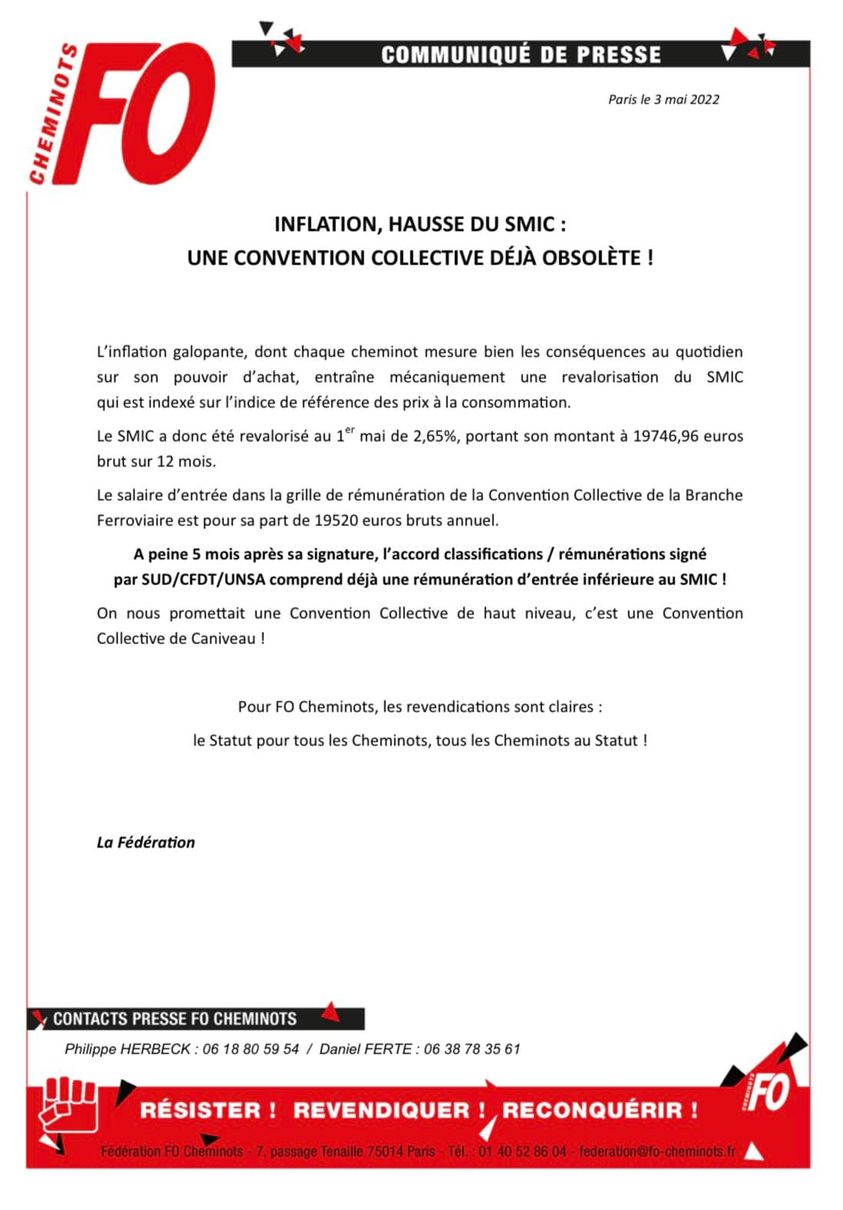 CHEMINOTS
FO
COMMUNIQUÉ DE PRESSE
Paris le 3 mai 2022
INFLATION, HAUSSE DU SMIC :
UNE CONVENTION COLLECTIVE DÉJÀ OBSOLÈTE !
L’inflation galopante, dont chaque cheminot mesure bien les conséquences au quotidien
sur son pouvoir d’achat, entraîne mécaniquement une revalorisation du SMIC
qui est indexé sur l’indice de référence des prix à la consommation.
Le SMIC a donc été revalorisé au 1er mai de 2,65%, portant son montant à 19746,96 euros
brut sur 12 mois.
Le salaire d’entrée dans la grille de rémunération de la Convention Collective de la Branche
Ferroviaire est pour sa part de 19520 euros bruts annuel.
A peine 5 mois après sa signature, l’accord classifications / rémunérations signé
par SUD/CFDT/UNSA comprend déjà une rémunération d’entrée inférieure au SMIC !
On nous promettait une Convention Collective de haut niveau, c’est une Convention
Collective de Caniveau !
Pour FO Cheminots, les revendications sont claires :
le Statut pour tous les Cheminots, tous les Cheminots au Statut !
La Fédération
CONTACTS PRESSE FO CHEMINOTS
Philippe HERBECK : 06 18 80 59 54 / Daniel FERTE : 06 38 78 35 61
RÉSISTER ! REVENDIQUER ! RECONQUÉRIR !
CHEMINOTS
FO
Fédération FO Cheminots - 7, passage Tenaille 75014 Paris - Tél. : 01 40 52 86 04 - federation@fo-cheminots.fr